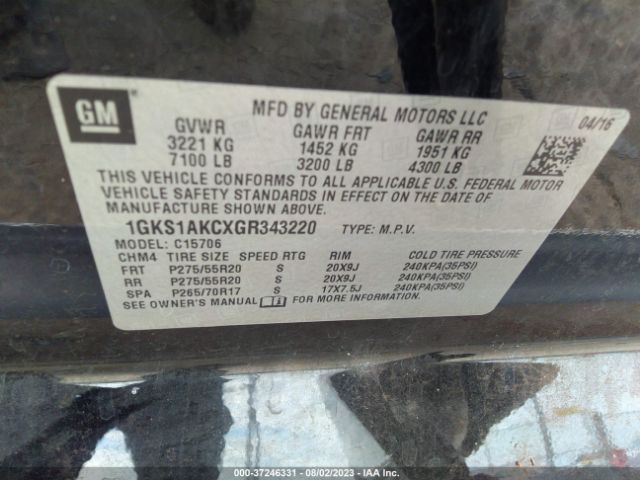 GM
MFD BY GENERAL MOTORS LLC
04/16
GVWR GAWR FRT GAWR RR
3221 KG 1452 KG 1951 KG
7100 LB 3200 LB 4300 LB
THIS VEHICLE CONFORMS TO ALL APPLICABLE U.S. FEDERAL MOTOR
VEHICLE SAFETY STANDARDS IN EFFECT ON THE DATE OF
MANUFACTURE SHOWN ABOVE.
1GKS1AKCXGR343220 TYPE: M.P.V.
MODEL: C15706
CHM4 TIRE SIZE SPEED RTG RIM COLD TIRE PRESSURE
FRT P275/55R20 S 20X9J 240KPA(35PSI)
RR P275/55R20 S 20X9J 240KPA(35PSI)
SPA P265/70R17 S 17X7.5J 240KPA(35PSI)
SEE OWNER'S MANUAL FOR MORE INFORMATION.
000-37246331 - 08/02/2023 - IAA Inc.